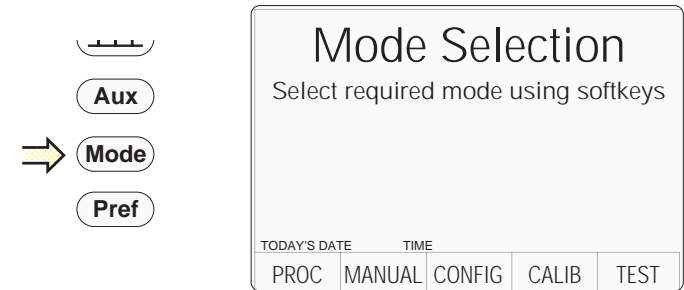 Aux
Mode
Pref
Mode Selection
Select required mode using softkeys
TODAY'S DATE TIME
PROC MANUAL CONFIG CALIB TEST